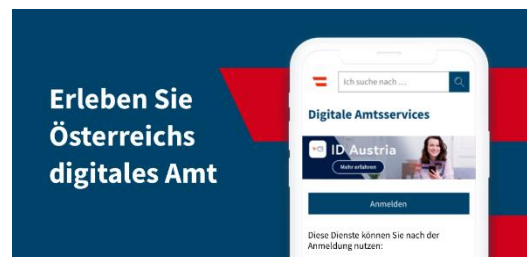 Erleben Sie
Österreichs
digitales Amt
Ich suche nach ...
Digitale Amtsservices
ID Austria
Mehr erfahren
Anmelden
Diese Dienste können Sie nach der
Anmeldung nutzen: